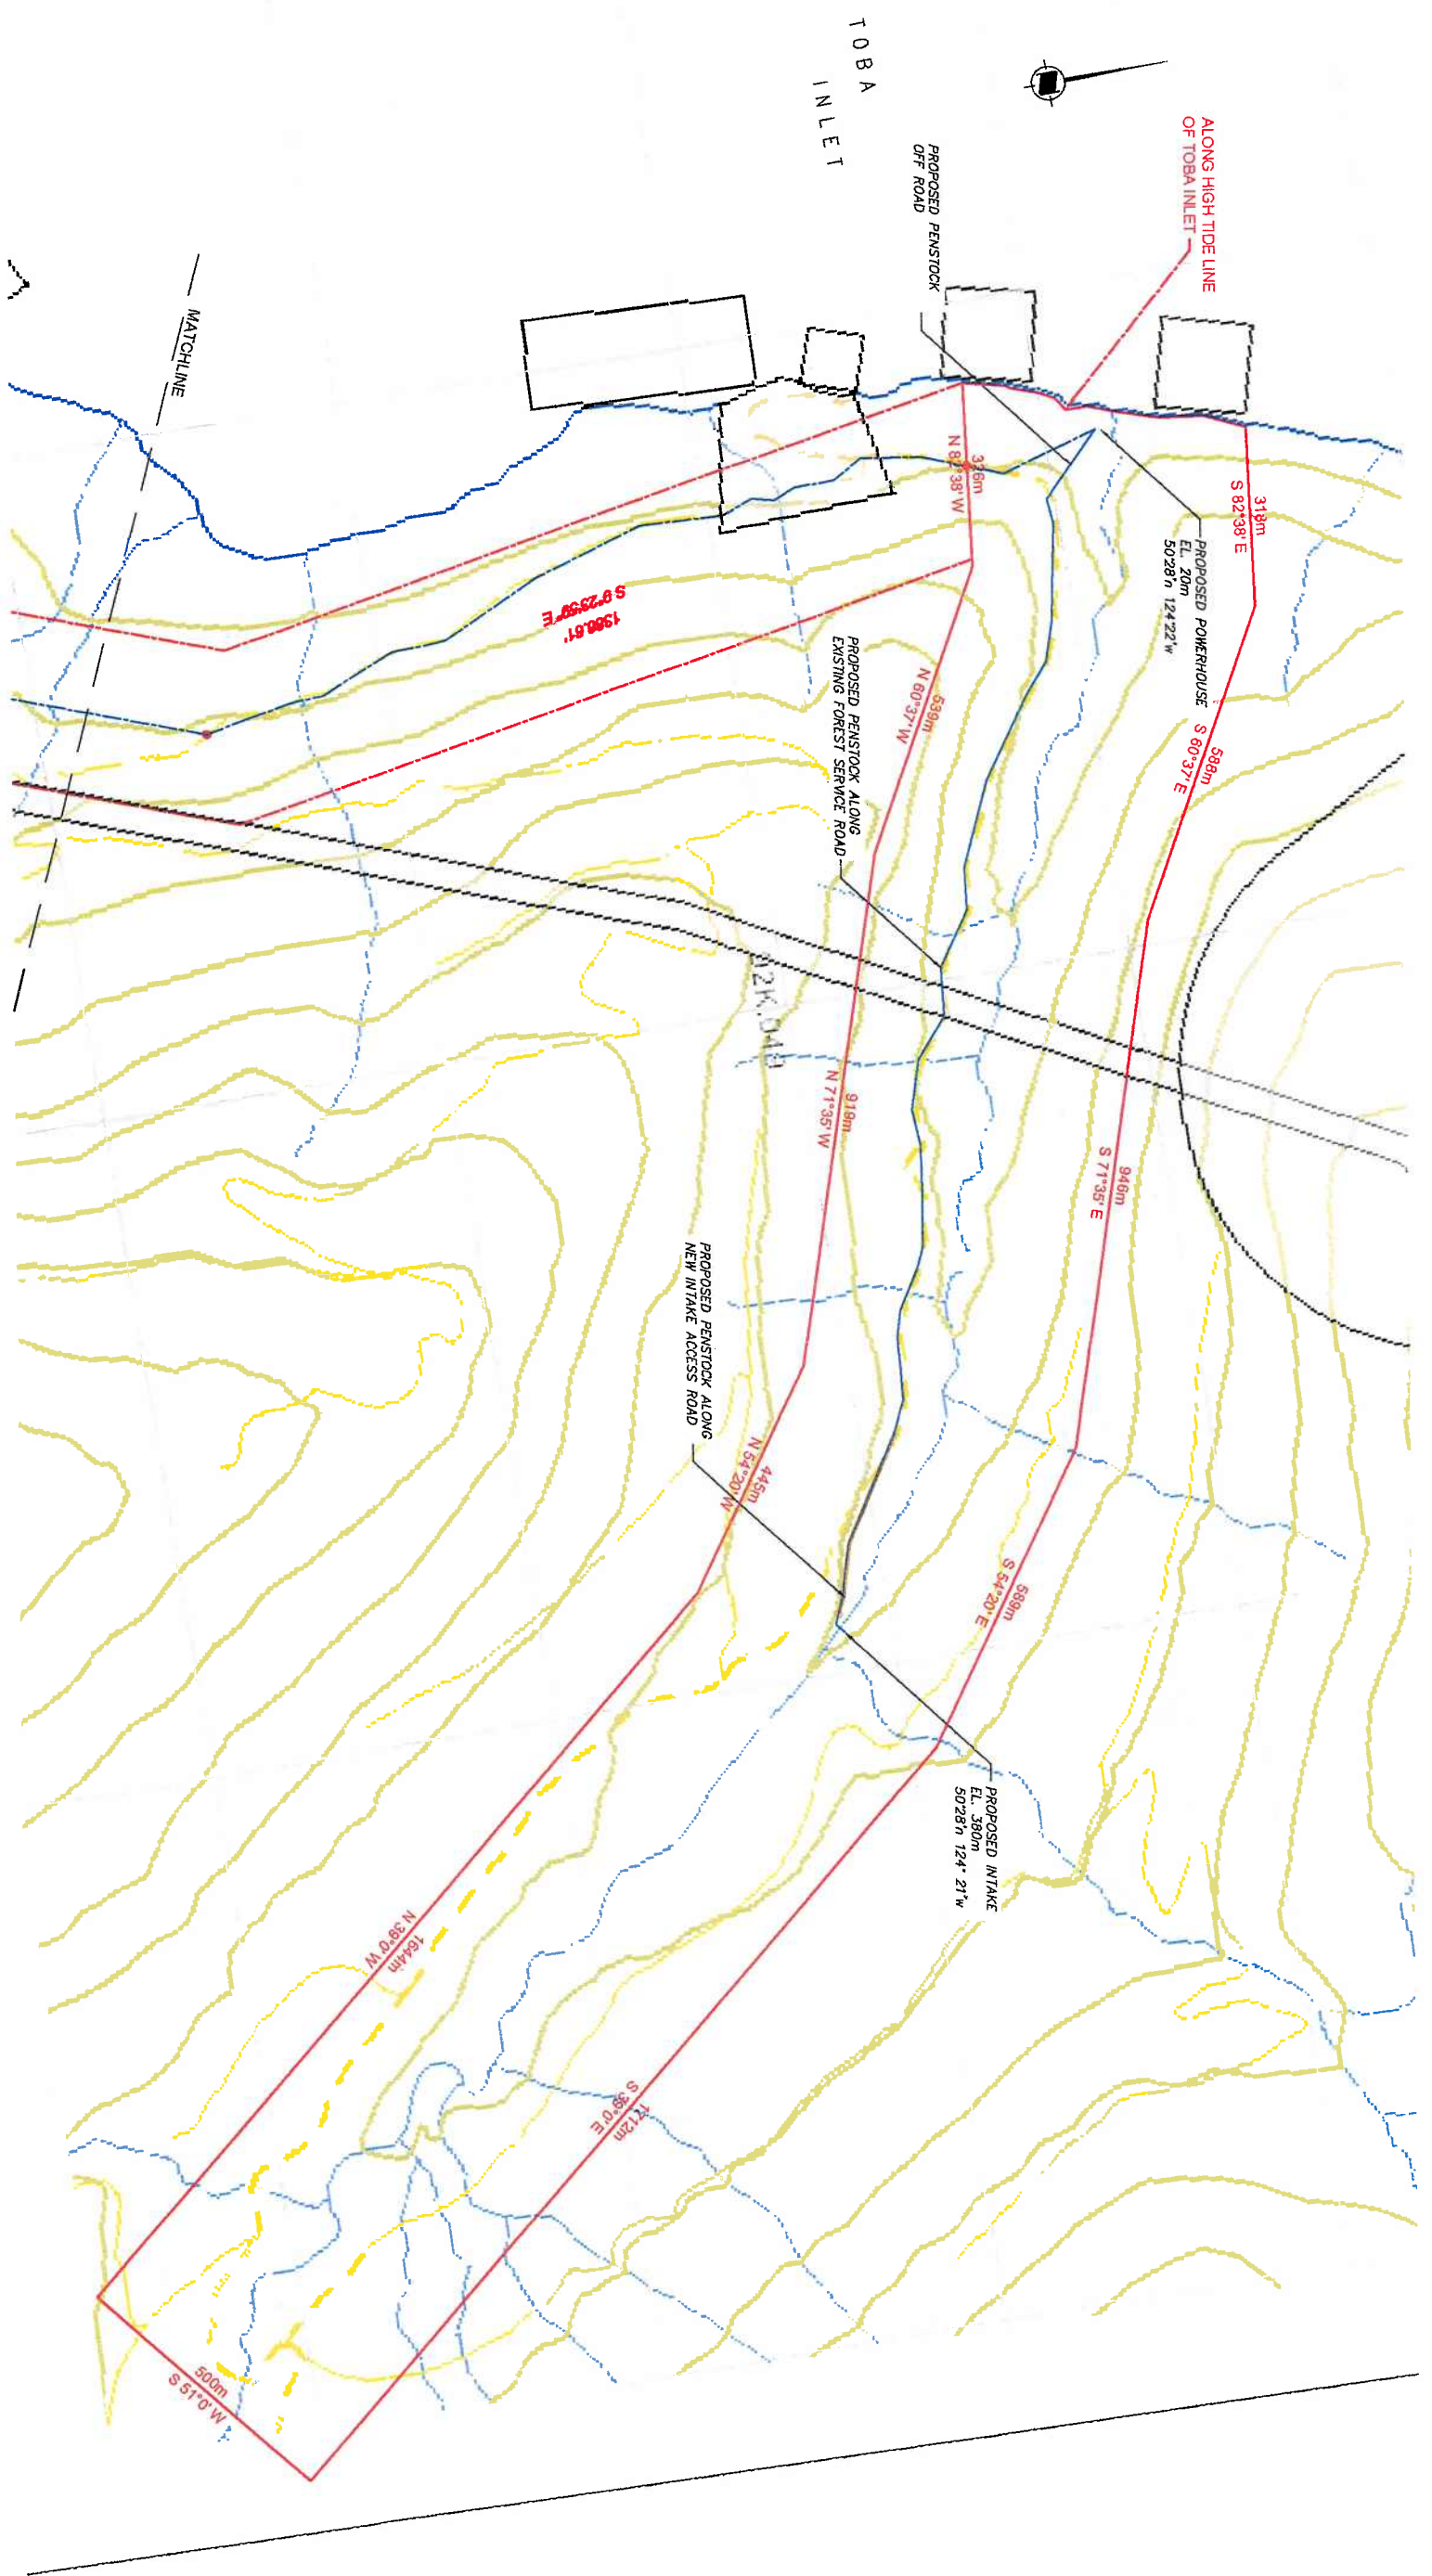 TOBA
INLET
ALONG HIGH TIDE LINE
OF TOBA INLET
PROPOSED PENSTOCK
OFF ROAD
MATCHLINE
318m
S 82°38' E
326m
N 82°38' W
PROPOSED POWERHOUSE
EL. 20m
50°28'n 124°22'w
588m
S 60°37' E
539m
N 60°37' W
1386.61'
S 9°23'59" E
PROPOSED PENSTOCK ALONG
EXISTING FOREST SERVICE ROAD
946m
S 71°35' E
919m
N 71°35' W
PROPOSED PENSTOCK ALONG
NEW INTAKE ACCESS ROAD
589m
S 54°20' E
445m
N 54°20' W
PROPOSED INTAKE
EL. 380m
50°28'n 124° 21'w
1644m
N 39°0' W
1712m
S 39°0' E
500m
S 51°0' W